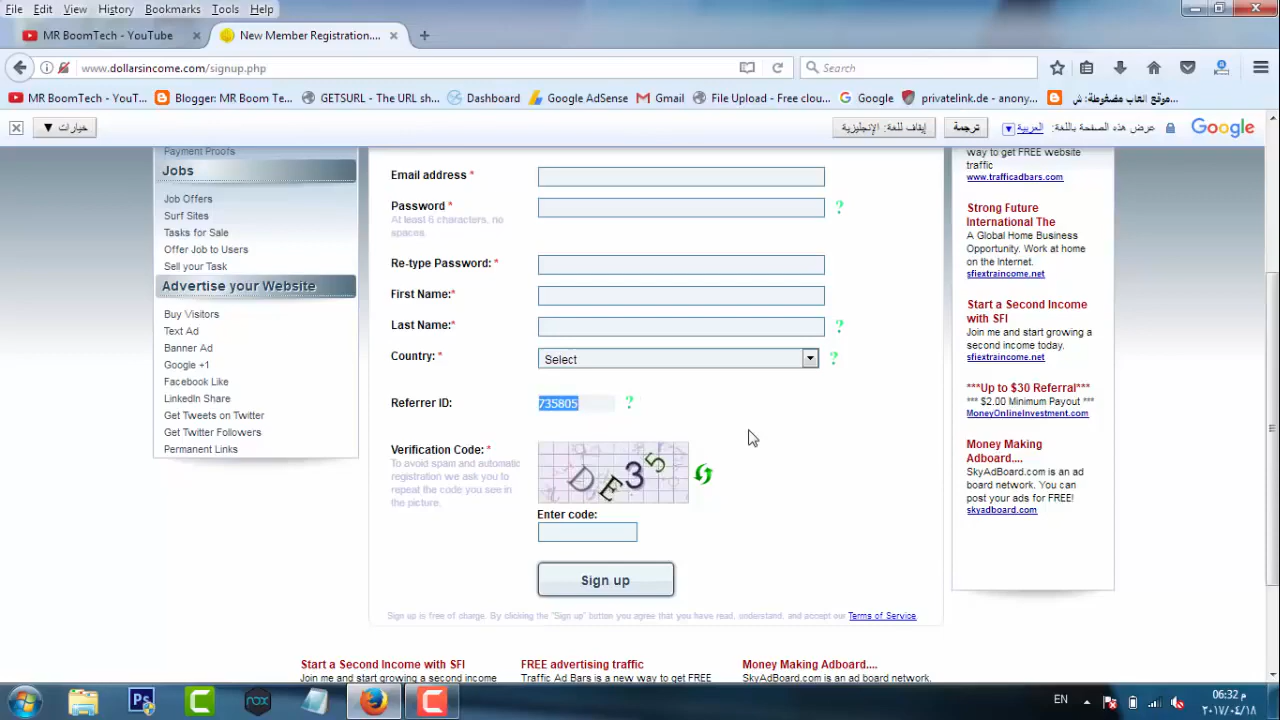 File Edit View History Bookmarks Tools Help
MR BoomTech - YouTube
New Member Registration....
www.dollarsincome.com/signup.php
Search
MR BoomTech - YouT...
Blogger: MR Boom Te...
GETSURL - The URL sh...
Dashboard
Google AdSense
Gmail
File Upload - Free clou...
Google
privatelink.de - anony...
موقع العاب مضغوطة: ش...
خيارات ▼
إيقاف للغة: الإنجليزية
ترجمة
عرض هذه الصفحة باللغة: العربية
Google
Payment Proofs
Jobs
Job Offers
Surf Sites
Tasks for Sale
Offer Job to Users
Sell your Task
Advertise your Website
Buy Visitors
Text Ad
Banner Ad
Google +1
Facebook Like
LinkedIn Share
Get Tweets on Twitter
Get Twitter Followers
Permanent Links
Email address *
Password *
At least 6 characters, no
spaces.
?
Re-type Password: *
First Name:*
Last Name:*
?
Country: *
Select
?
Referrer ID:
735805
?
Verification Code: *
To avoid spam and automatic
registration we ask you to
repeat the code you see in
the picture.
DE35
Enter code:
Sign up
Sign up is free of charge. By clicking the "Sign up" button you agree that you have read, understand, and accept our Terms of Service.
way to get FREE website
traffic
www.trafficadbars.com
Strong Future
International The
A Global Home Business
Opportunity. Work at home
on the Internet.
sfiextraincome.net
Start a Second Income
with SFI
Join me and start growing a
second income today.
sfiextraincome.net
***Up to $30 Referral***
*** $2.00 Minimum Payout ***
MoneyOnlineInvestment.com
Money Making
Adboard....
SkyAdBoard.com is an ad
board network. You can
post your ads for FREE!
skyadboard.com
Start a Second Income with SFI
Join me and start growing a second income
FREE advertising traffic
Traffic Ad Bars is a new way to get FREE
Money Making Adboard....
SkyAdBoard.com is an ad board network.
Ps
nox
EN
06:32 م
٢٠١٧/٠٤/١٨